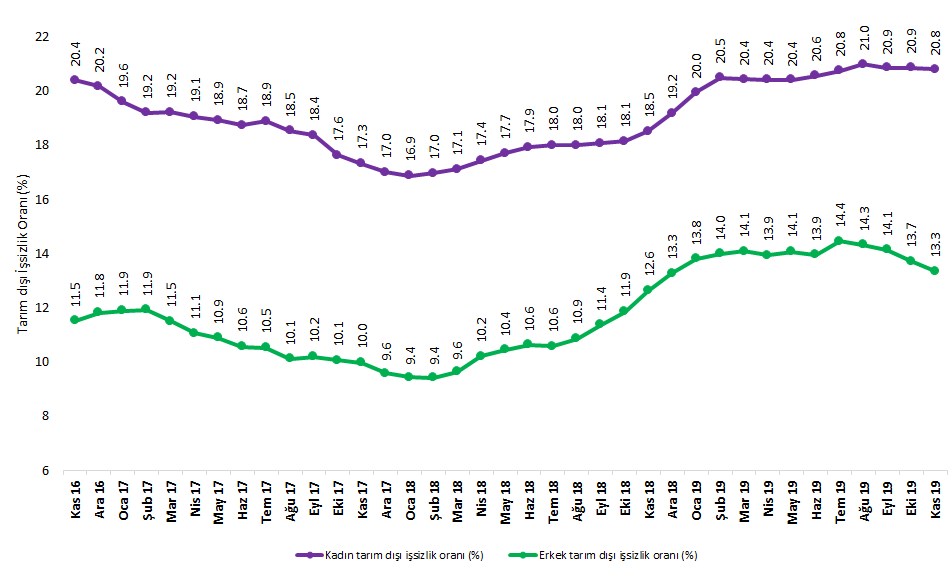 22
20
18
16
14
12
10
8
6
Tarım dışı İşsizlik Oranı (%)
20.4 20.2 19.6 19.2 19.2 19.1 18.9 18.7 18.9 18.5 18.4 17.6 17.3 17.0 16.9 17.0 17.1 17.4 17.7 17.9 18.0 18.0 18.1 18.1 18.5 19.2 20.0 20.5 20.4 20.4 20.4 20.6 20.8 21.0 20.9 20.9 20.8
11.5 11.8 11.9 11.9 11.5 11.1 10.9 10.6 10.5 10.1 10.2 10.1 10.0 9.6 9.4 9.4 9.6 10.2 10.4 10.6 10.6 10.9 11.4 11.9 12.6 13.3 13.8 14.0 14.1 13.9 14.1 13.9 14.4 14.3 14.1 13.7 13.3
Kas 16 Ara 16 Oca 17 Şub 17 Mar 17 Nis 17 May 17 Haz 17 Tem 17 Ağu 17 Eyl 17 Eki 17 Kas 17 Ara 17 Oca 18 Şub 18 Mar 18 Nis 18 May 18 Haz 18 Tem 18 Ağu 18 Eyl 18 Eki 18 Kas 18 Ara 18 Oca 19 Şub 19 Mar 19 Nis 19 May 19 Haz 19 Tem 19 Ağu 19 Eyl 19 Eki 19 Kas 19
Kadın tarım dışı işsizlik oranı (%) Erkek tarım dışı işsizlik oranı (%)